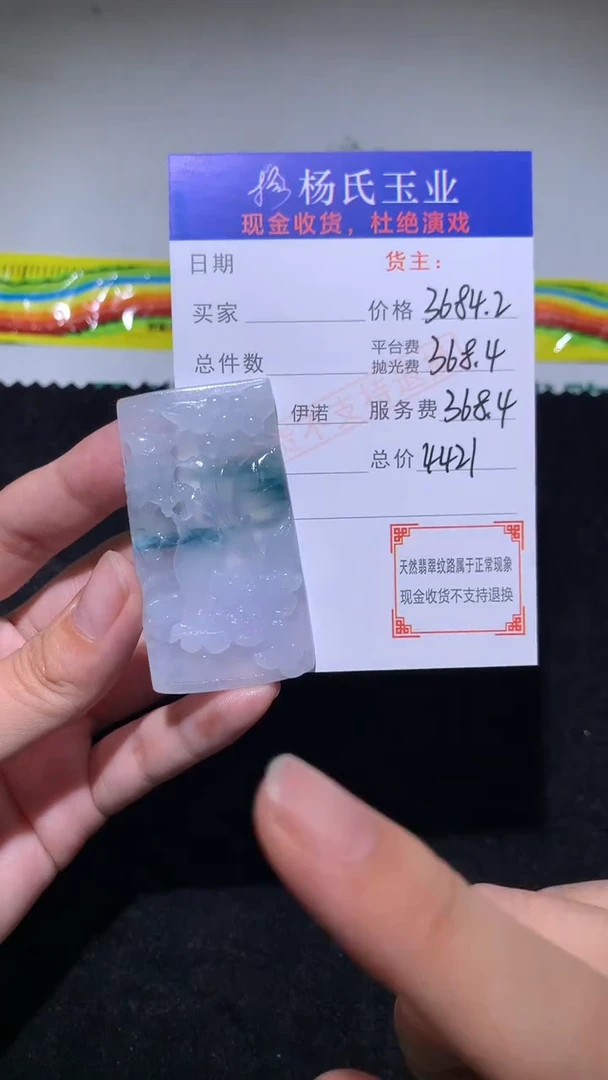 杨氏玉业
现金收货，杜绝演戏
日期 货主：
买家 价格 3684.2
总件数 平台费 抛光费 368.4
伊诺 服务费 368.4
总价 4421
天然翡翠纹路属于正常现象
现金收货不支持退换